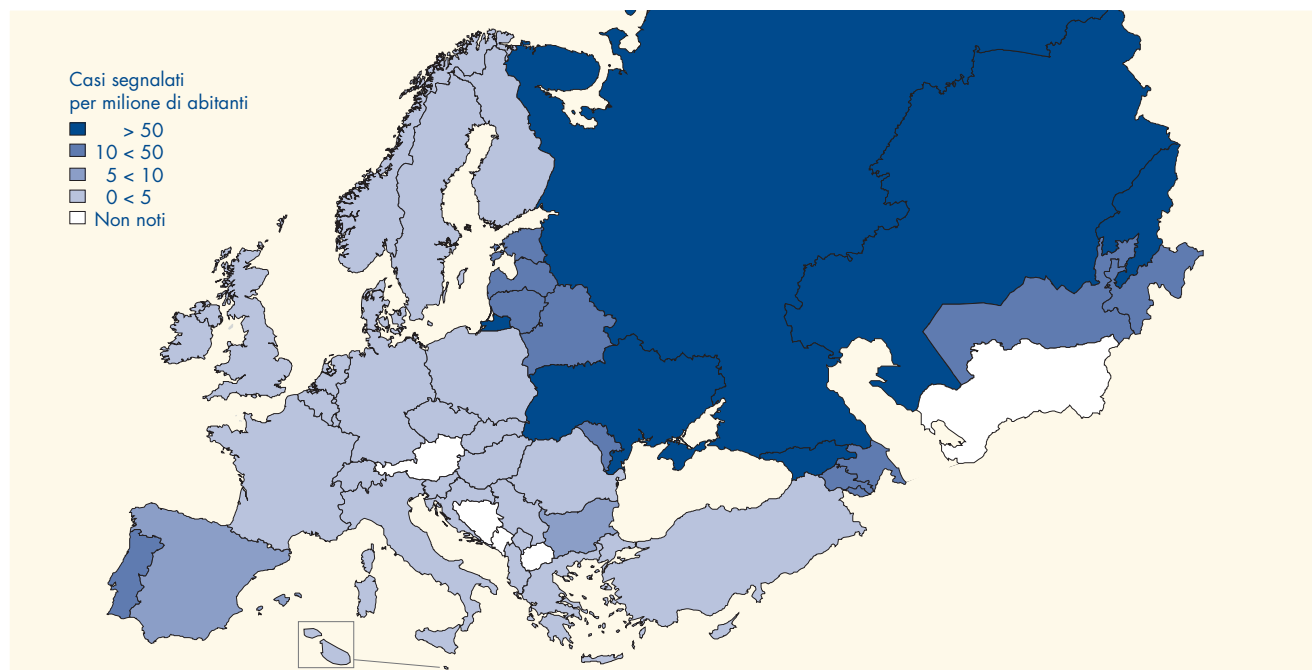 Casi segnalati
per milione di abitanti
> 50
10 < 50
5 < 10
0 < 5
Non noti